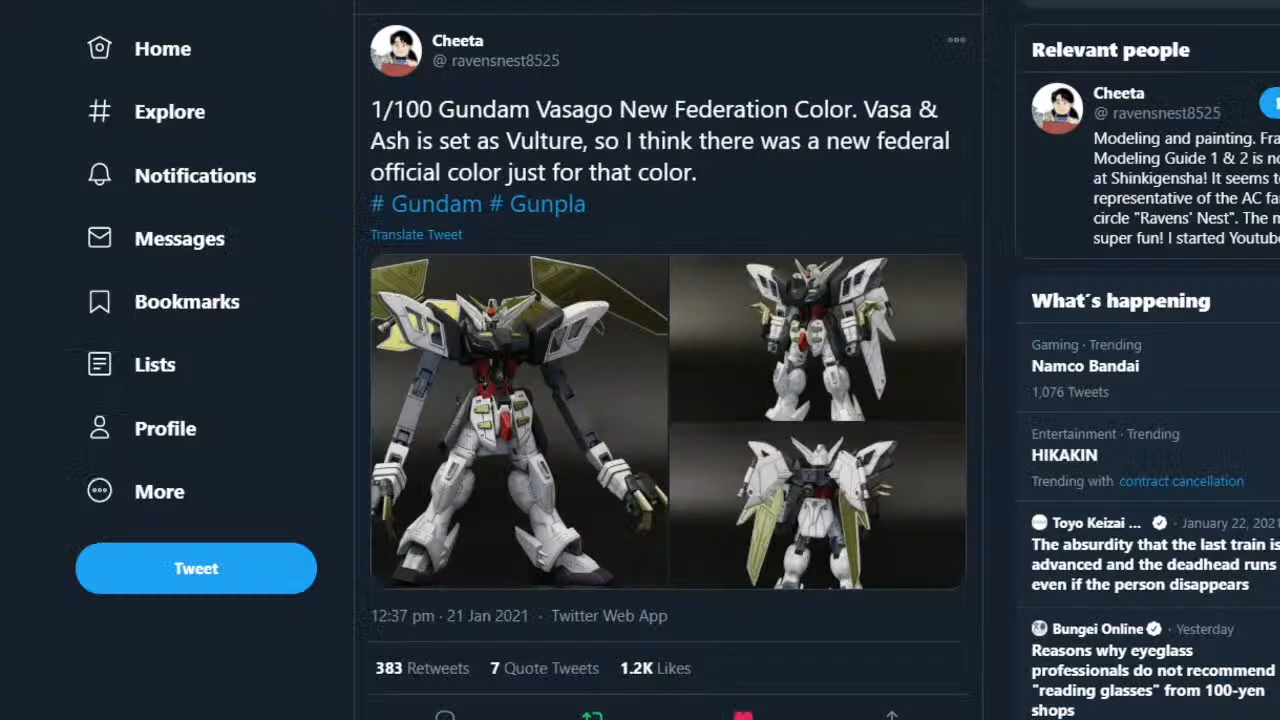 Home
Explore
Notifications
Messages
Bookmarks
Lists
Profile
More
Tweet
Cheeta
@ ravensnest8525
1/100 Gundam Vasago New Federation Color. Vasa &
Ash is set as Vulture, so I think there was a new federal
official color just for that color.
# Gundam # Gunpla
Translate Tweet
12:37 pm · 21 Jan 2021 · · Twitter Web App
383 Retweets 7 Quote Tweets 1.2K Likes
Relevant people
Cheeta
@ ravensnest8525
Modeling and painting. Fra
Modeling Guide 1 & 2 is no
at Shinkigensha! It seems to
representative of the AC fa
circle "Ravens' Nest". The
super fun! I started Youtube
What´s happening
Gaming · Trending
Namco Bandai
1,076 Tweets
Entertainment · Trending
HIKAKIN
Trending with contract cancellation
Toyo Keizai ... · January 22, 2021
The absurdity that the last train is
advanced and the deadhead runs
even if the person disappears
Bungei Online · Yesterday
Reasons why eyeglass
professionals do not recommend
"reading glasses" from 100-yen
shops